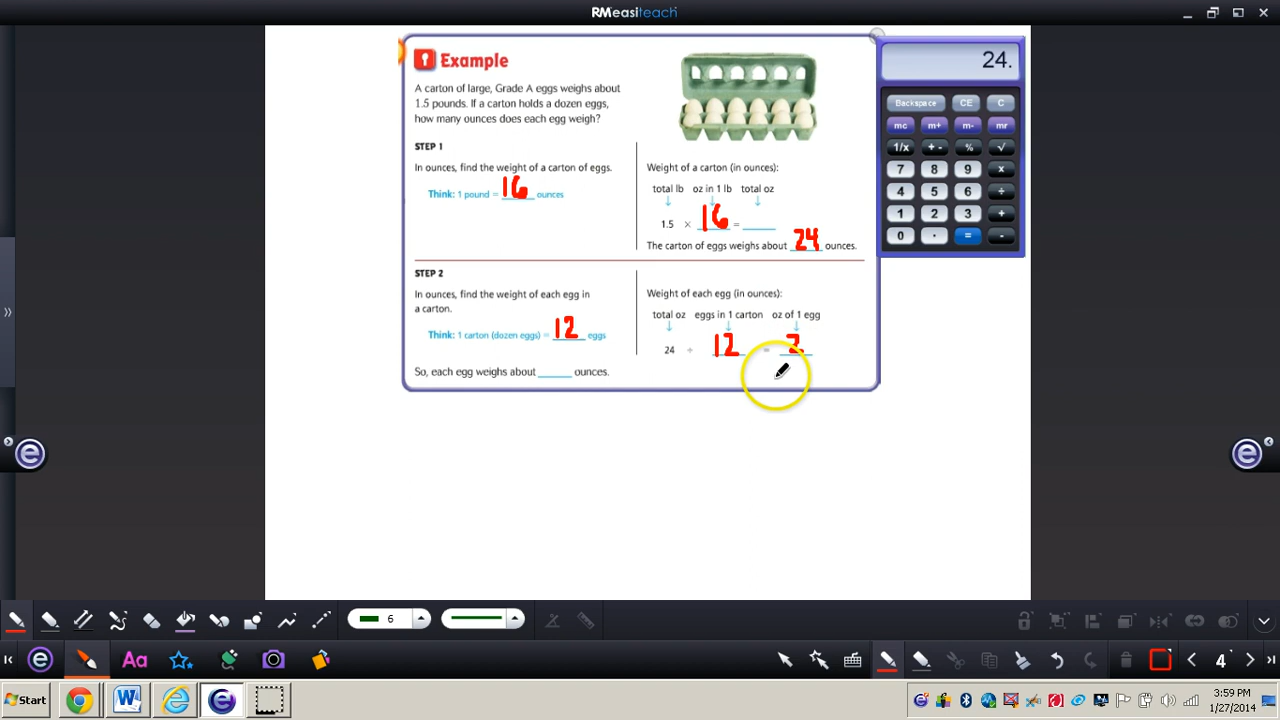 RMeasiteach
Example
A carton of large, Grade A eggs weighs about
1.5 pounds. If a carton holds a dozen eggs,
how many ounces does each egg weigh?
STEP 1
In ounces, find the weight of a carton of eggs.
Think: 1 pound = 16 ounces
Weight of a carton (in ounces):
total lb oz in 1 lb total oz
1.5 × 16 = ____
The carton of eggs weighs about 24 ounces.
STEP 2
In ounces, find the weight of each egg in
a carton.
Think: 1 carton (dozen eggs) = 12 eggs
Weight of each egg (in ounces):
total oz eggs in 1 carton oz of 1 egg
24 ÷ 12 = 2
So, each egg weighs about ____ ounces.
24.
Backspace CE C
mc m+ m- mr
1/x + - % √
7 8 9 x
4 5 6 ÷
1 2 3 +
0 . = -
6
Aa
4
Start
3:59 PM
1/27/2014